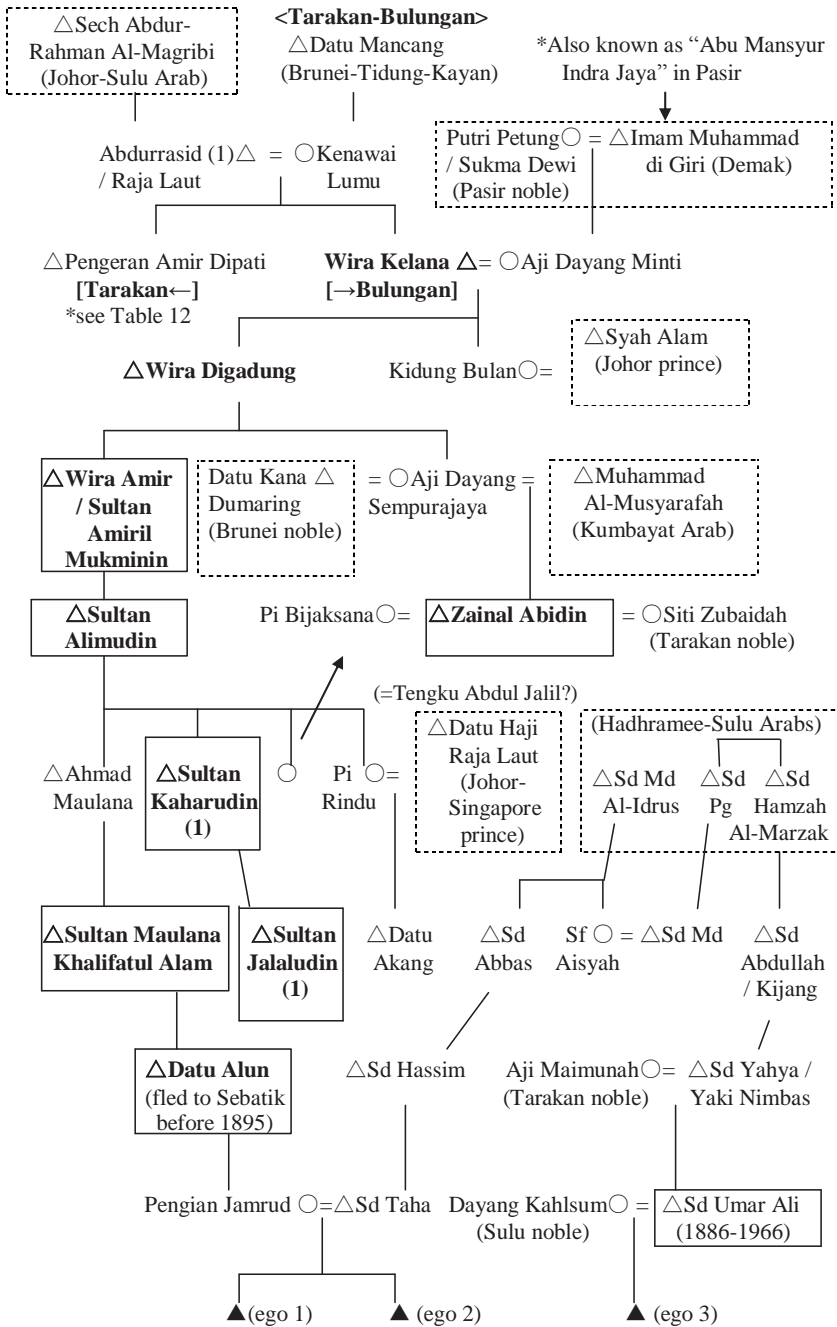 △Sech Abdur-
Rahman Al-Magribi
(Johor-Sulu Arab)
<Tarakan-Bulungan>
△Datu Mancang
(Brunei-Tidung-Kayan)
*Also known as “Abu Mansyur
Indra Jaya” in Pasir
Abdurrasid (1)△ = ○Kenawai
/ Raja Laut Lumu
Putri Petung○ = △Imam Muhammad
/ Sukma Dewi di Giri (Demak)
(Pasir noble)
△Pengeran Amir Dipati
[Tarakan←]
*see Table 12
Wira Kelana △= ○Aji Dayang Minti
[→Bulungan]
△Wira Digadung
Kidung Bulan○=
△Syah Alam
(Johor prince)
△Wira Amir
/ Sultan
Amiril
Mukminin
Datu Kana △
Dumaring
(Brunei noble)
= ○Aji Dayang =
Sempurajaya
△Muhammad
Al-Musyarafah
(Kumbayat Arab)
△Sultan
Alimudin
Pi Bijaksana○=
△Zainal Abidin
= ○Siti Zubaidah
(Tarakan noble)
(=Tengku Abdul Jalil?)
△Ahmad
Maulana
△Sultan
Kaharudin
(1)
○
Pi ○=
Rindu
△Datu Haji
Raja Laut
(Johor-
Singapore
prince)
(Hadhramee-Sulu Arabs)
△Sd Md
Al-Idrus
△Sd
Pg
△Sd
Hamzah
Al-Marzak
△Sultan Maulana
Khalifatul Alam
△Sultan
Jalaludin
(1)
△Datu
Akang
△Sd
Abbas
Sf ○ = △Sd Md
Aisyah
△Sd
Abdullah
/ Kijang
△Datu Alun
(fled to Sebatik
before 1895)
△Sd Hassim
Aji Maimunah○=
(Tarakan noble)
△Sd Yahya /
Yaki Nimbas
Pengian Jamrud ○=△Sd Taha
Dayang Kahlsum○ =
(Sulu noble)
△Sd Umar Ali
(1886-1966)
▲(ego 1)
▲ (ego 2)
▲ (ego 3)